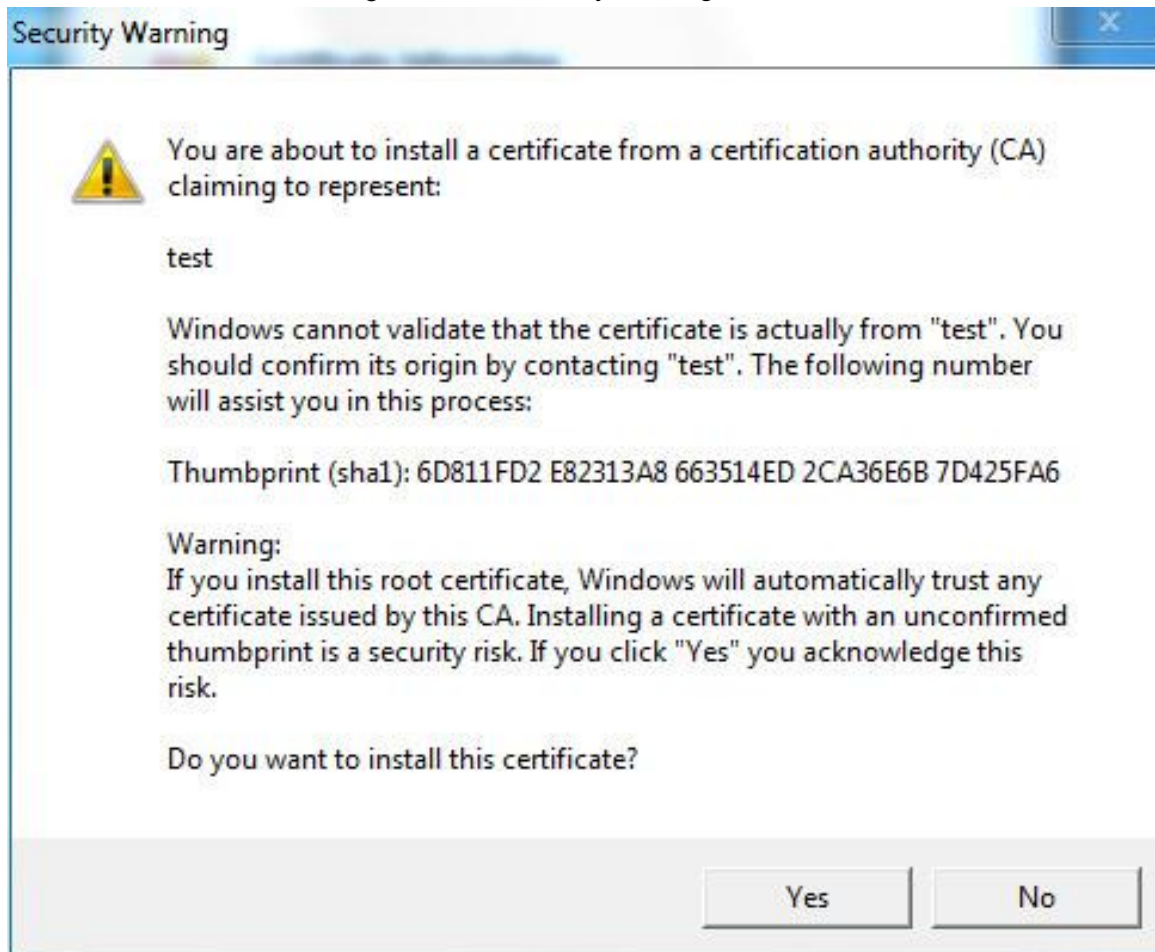 Security Warning
You are about to install a certificate from a certification authority (CA)
claiming to represent:
test
Windows cannot validate that the certificate is actually from "test". You
should confirm its origin by contacting "test". The following number
will assist you in this process:
Thumbprint (sha1): 6D811FD2 E82313A8 663514ED 2CA36E6B 7D425FA6
Warning:
If you install this root certificate, Windows will automatically trust any
certificate issued by this CA. Installing a certificate with an unconfirmed
thumbprint is a security risk. If you click "Yes" you acknowledge this
risk.
Do you want to install this certificate?
Yes
No